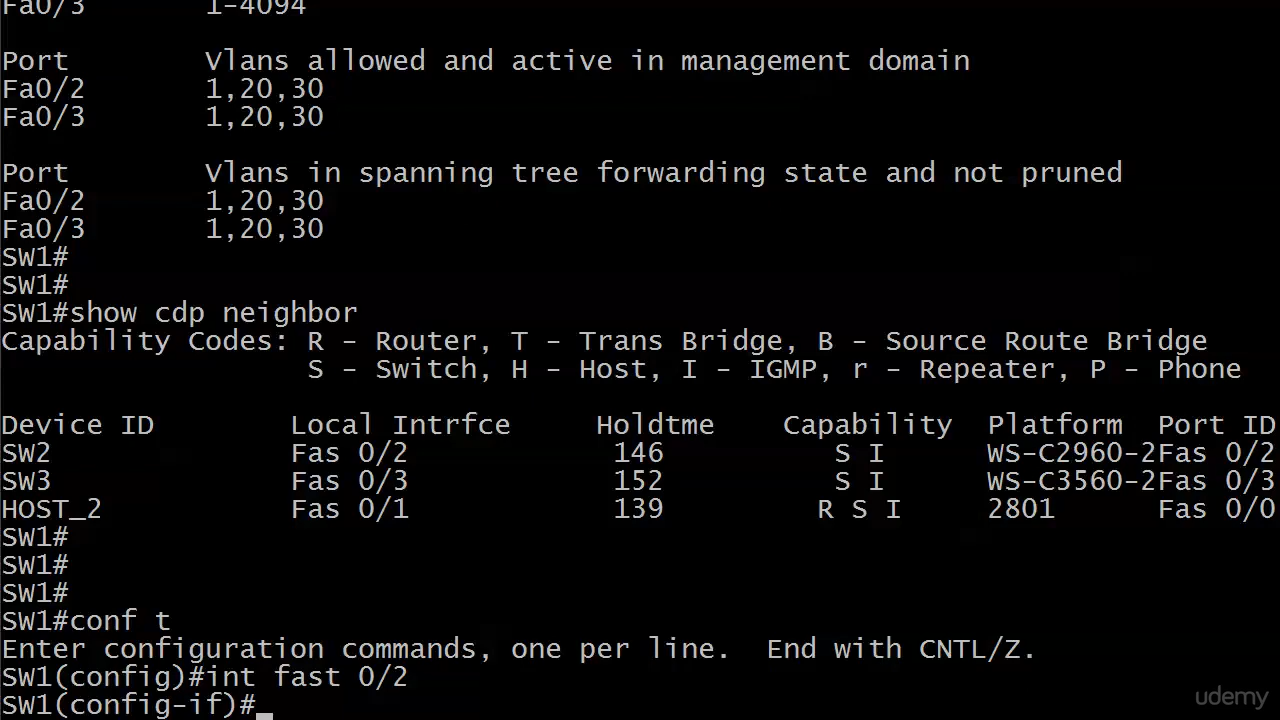 Fa0/3       1-4094
Port        Vlans allowed and active in management domain
Fa0/2       1,20,30
Fa0/3       1,20,30
Port        Vlans in spanning tree forwarding state and not pruned
Fa0/2       1,20,30
Fa0/3       1,20,30
SW1#
SW1#
SW1#show cdp neighbor
Capability Codes: R - Router, T - Trans Bridge, B - Source Route Bridge
                  S - Switch, H - Host, I - IGMP, r - Repeater, P - Phone
Device ID        Local Intrfce     Holdtme    Capability  Platform  Port ID
SW2              Fas 0/2            146          S I      WS-C2960-2Fas 0/2
SW3              Fas 0/3            152          S I      WS-C3560-2Fas 0/3
HOST_2           Fas 0/1            139         R S I     2801      Fas 0/0
SW1#
SW1#
SW1#
SW1#conf t
Enter configuration commands, one per line.  End with CNTL/Z.
SW1(config)#int fast 0/2
SW1(config-if)#
udemy